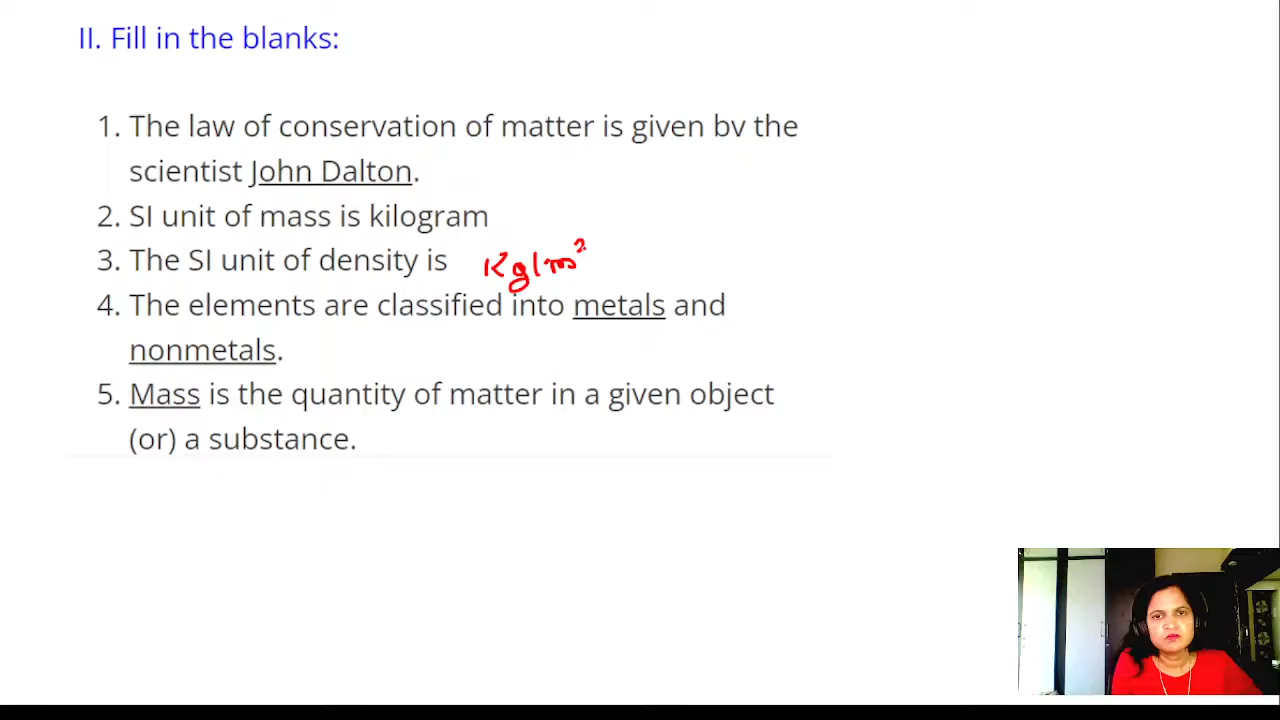 II. Fill in the blanks:
1. The law of conservation of matter is given bv the
scientist John Dalton.
2. SI unit of mass is kilogram
3. The SI unit of density is Kg/m³
4. The elements are classified into metals and
nonmetals.
5. Mass is the quantity of matter in a given object
(or) a substance.